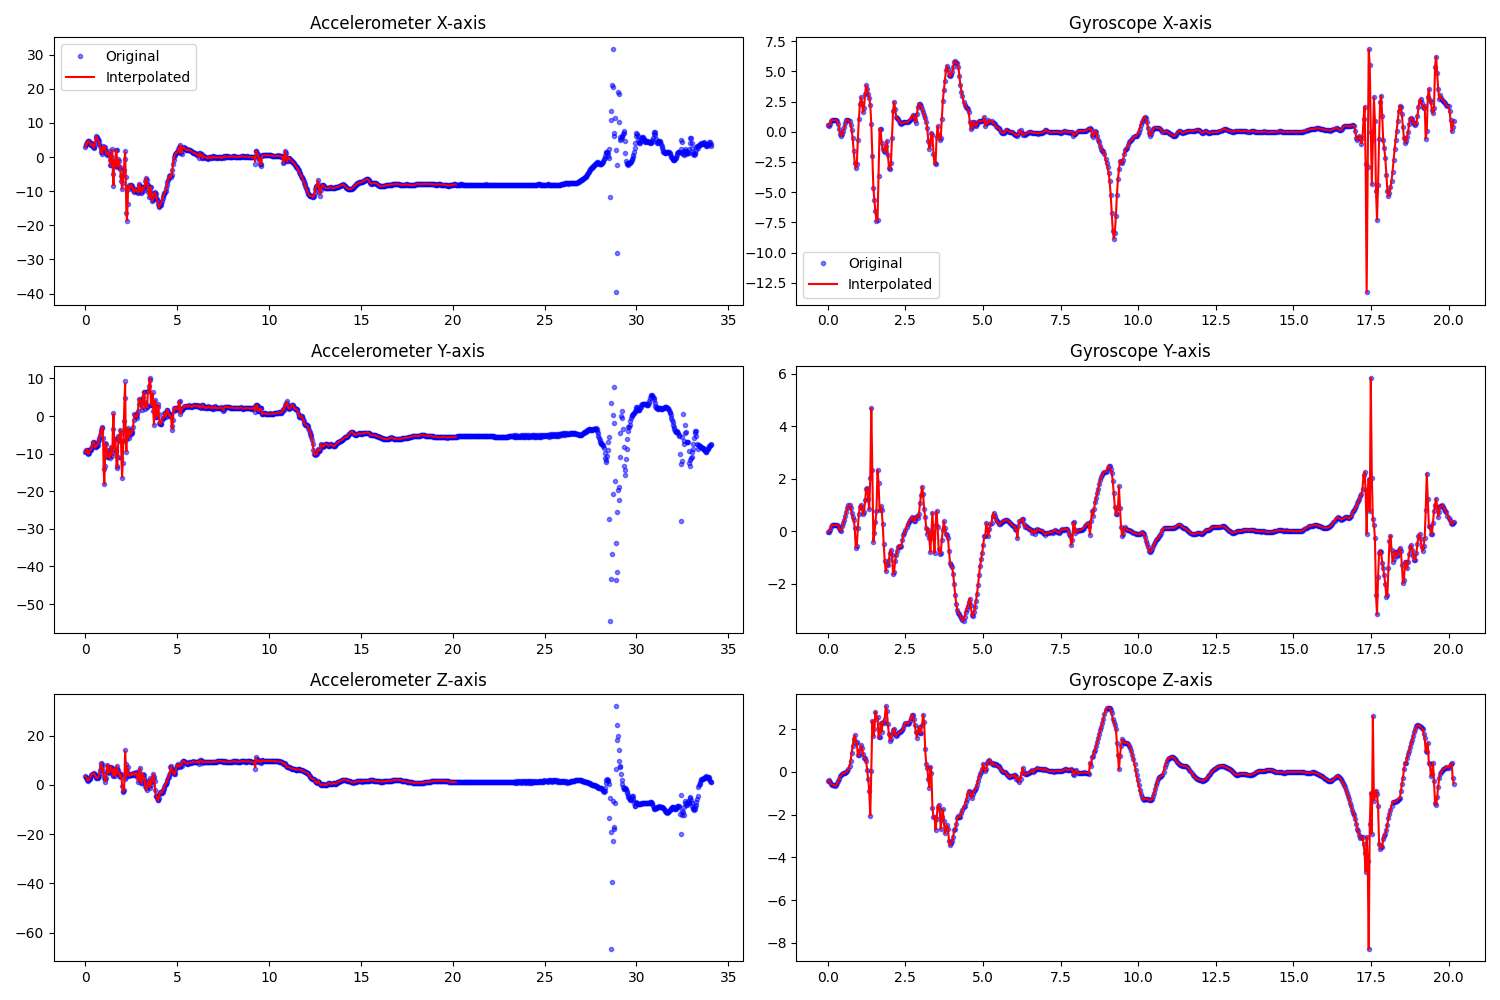 Accelerometer X-axis
30
20
10
0
−10
−20
−30
−40
Original
Interpolated
0 5 10 15 20 25 30 35
Gyroscope X-axis
7.5
5.0
2.5
0.0
−2.5
−5.0
−7.5
−10.0
−12.5
Original
Interpolated
0.0 2.5 5.0 7.5 10.0 12.5 15.0 17.5 20.0
Accelerometer Y-axis
10
0
−10
−20
−30
−40
−50
0 5 10 15 20 25 30 35
Gyroscope Y-axis
6
4
2
0
−2
0.0 2.5 5.0 7.5 10.0 12.5 15.0 17.5 20.0
Accelerometer Z-axis
20
0
−20
−40
−60
0 5 10 15 20 25 30 35
Gyroscope Z-axis
2
0
−2
−4
−6
−8
0.0 2.5 5.0 7.5 10.0 12.5 15.0 17.5 20.0